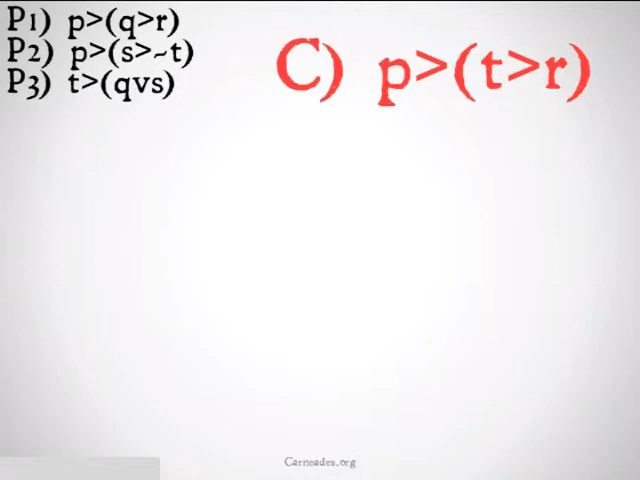 P1) p>(q>r)
P2) p>(s>~t)
P3) t>(qvs)
C) p>(t>r)
Carneades.org